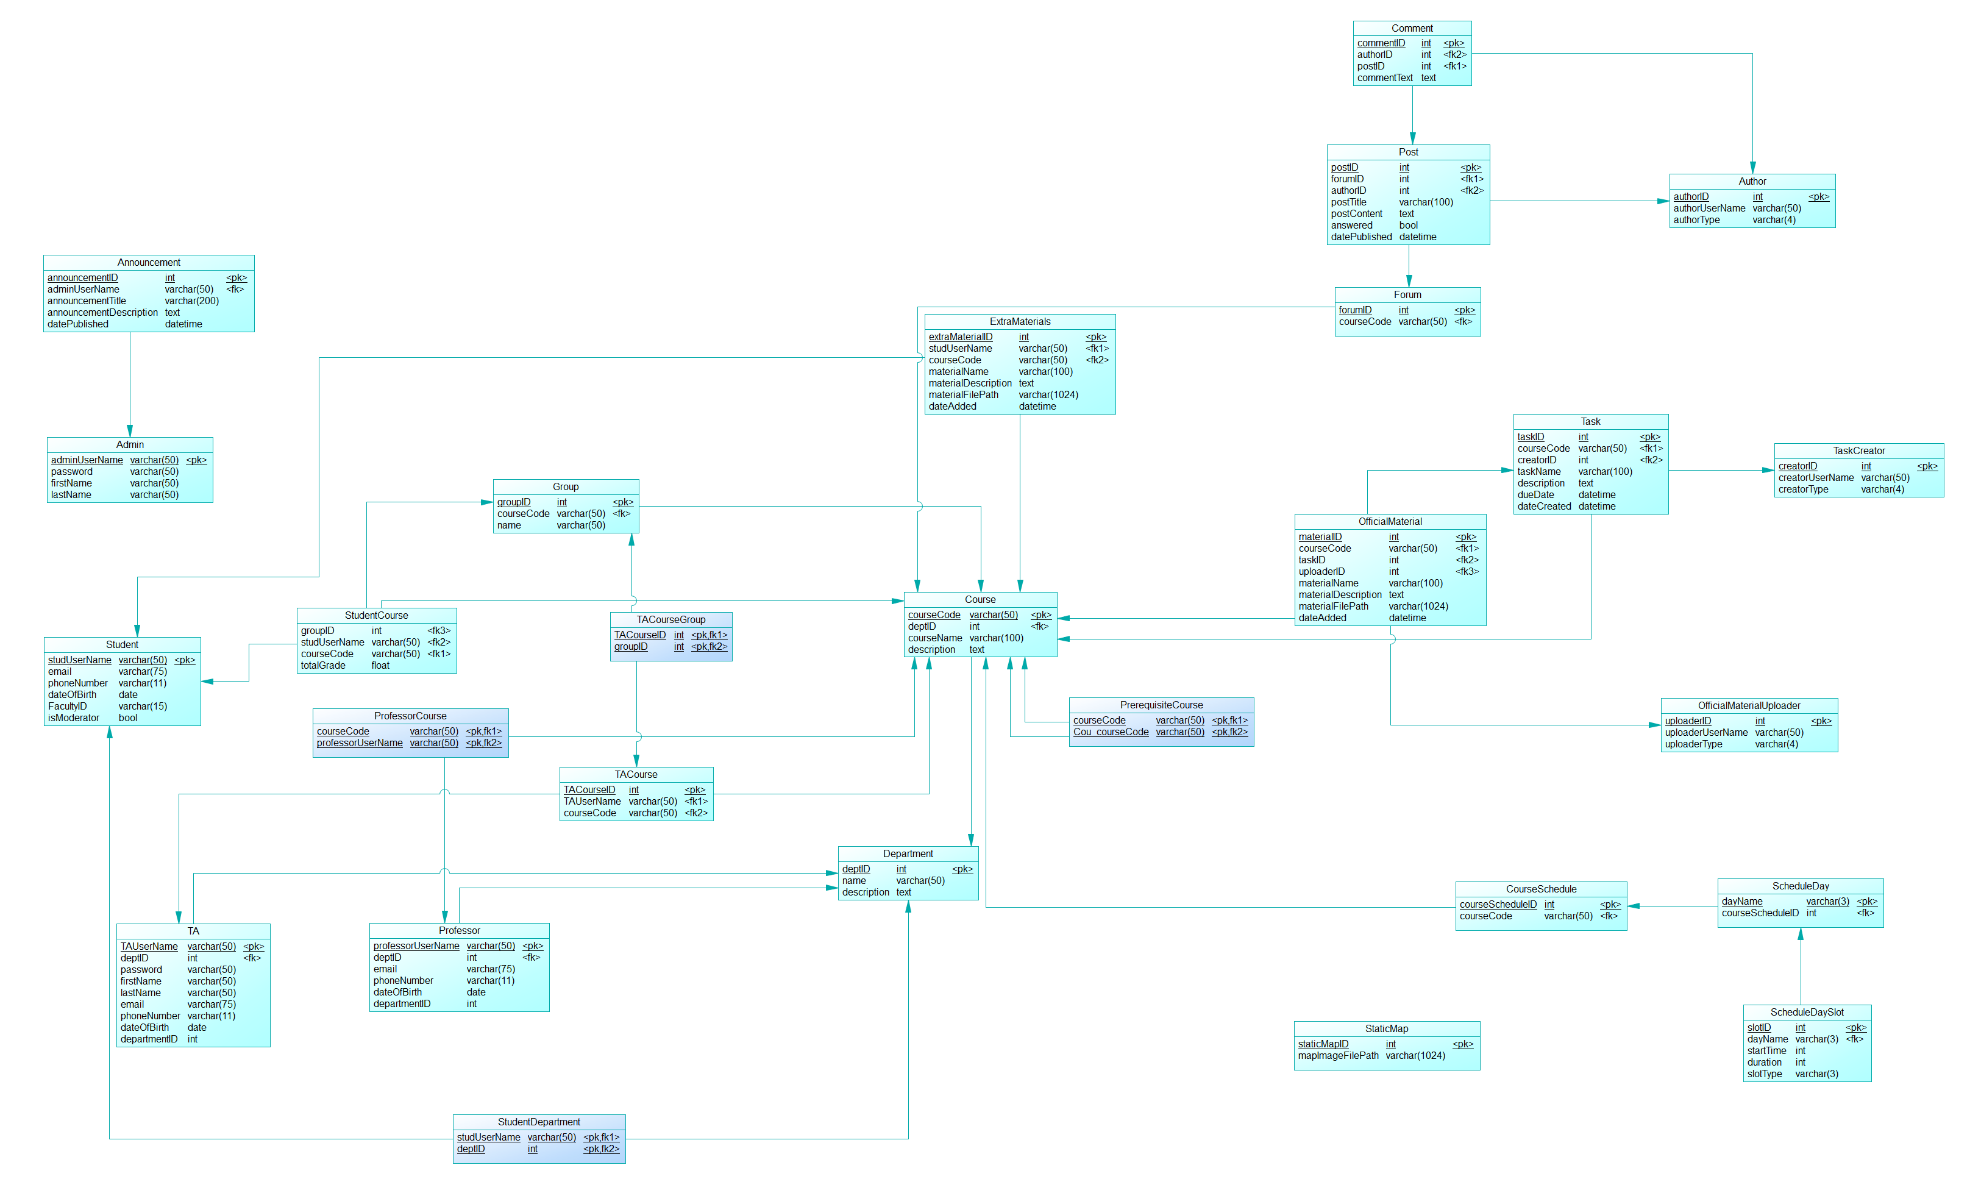 Comment
commentID int <pk>
authorID int <fk2>
postID int <fk1>
commentText text
Post
postID int <pk>
forumID int <fk1>
authorID int <fk2>
postTitle varchar(100)
postContent text
answered bool
datePublished datetime
Author
authorID int <pk>
authorUserName varchar(50)
authorType varchar(4)
Announcement
announcementID int <pk>
adminUserName varchar(50) <fk>
announcementTitle varchar(200)
announcementDescription text
datePublished datetime
Forum
forumID int <pk>
courseCode varchar(50) <fk>
ExtraMaterials
extraMaterialID int <pk>
studUserName varchar(50) <fk1>
courseCode varchar(50) <fk2>
materialName varchar(100)
materialDescription text
materialFilePath varchar(1024)
dateAdded datetime
Admin
adminUserName varchar(50) <pk>
password varchar(50)
firstName varchar(50)
lastName varchar(50)
Task
taskID int <pk>
courseCode varchar(50) <fk1>
creatorID int <fk2>
taskName varchar(100)
description text
dueDate datetime
dateCreated datetime
TaskCreator
creatorID int <pk>
creatorUserName varchar(50)
creatorType varchar(4)
Group
groupID int <pk>
courseCode varchar(50) <fk>
name varchar(50)
OfficialMaterial
materialID int <pk>
courseCode varchar(50) <fk1>
taskID int <fk2>
uploaderID int <fk3>
materialName varchar(100)
materialDescription text
materialFilePath varchar(1024)
dateAdded datetime
Course
courseCode varchar(50) <pk>
deptID int <fk>
courseName varchar(100)
description text
StudentCourse
groupID int <fk3>
studUserName varchar(50) <fk2>
courseCode varchar(50) <fk1>
totalGrade float
TACourseGroup
TACourseID int <pk,fk1>
groupID int <pk,fk2>
Student
studUserName varchar(50) <pk>
email varchar(75)
phoneNumber varchar(11)
dateOfBirth date
FacultyID varchar(15)
isModerator bool
ProfessorCourse
courseCode varchar(50) <pk,fk1>
professorUserName varchar(50) <pk,fk2>
PrerequisiteCourse
courseCode varchar(50) <pk,fk1>
Cou_courseCode varchar(50) <pk,fk2>
OfficialMaterialUploader
uploaderID int <pk>
uploaderUserName varchar(50)
uploaderType varchar(4)
TACourse
TACourseID int <pk>
TAUserName varchar(50) <fk1>
courseCode varchar(50) <fk2>
Department
deptID int <pk>
name varchar(50)
description text
CourseSchedule
courseScheduleID int <pk>
courseCode varchar(50) <fk>
ScheduleDay
dayName varchar(3) <pk>
courseScheduleID int <fk>
TA
TAUserName varchar(50) <pk>
deptID int <fk>
password varchar(50)
firstName varchar(50)
lastName varchar(50)
email varchar(75)
phoneNumber varchar(11)
dateOfBirth date
departmentID int
Professor
professorUserName varchar(50) <pk>
deptID int <fk>
email varchar(75)
phoneNumber varchar(11)
dateOfBirth date
departmentID int
ScheduleDaySlot
slotID int <pk>
dayName varchar(3) <fk>
startTime int
duration int
slotType varchar(3)
StaticMap
staticMapID int <pk>
mapImageFilePath varchar(1024)
StudentDepartment
studUserName varchar(50) <pk,fk1>
deptID int <pk,fk2>